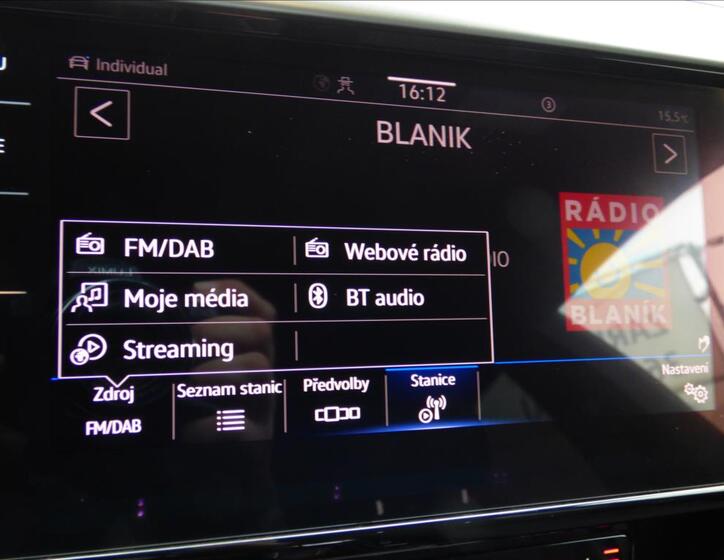 Individual
16:12
3
15,5°C
BLANIK
RÁDIO
BLANÍK
FM/DAB
Webové rádio
Moje média
BT audio
Streaming
Zdroj
FM/DAB
Seznam stanic
Předvolby
Stanice
Nastavení